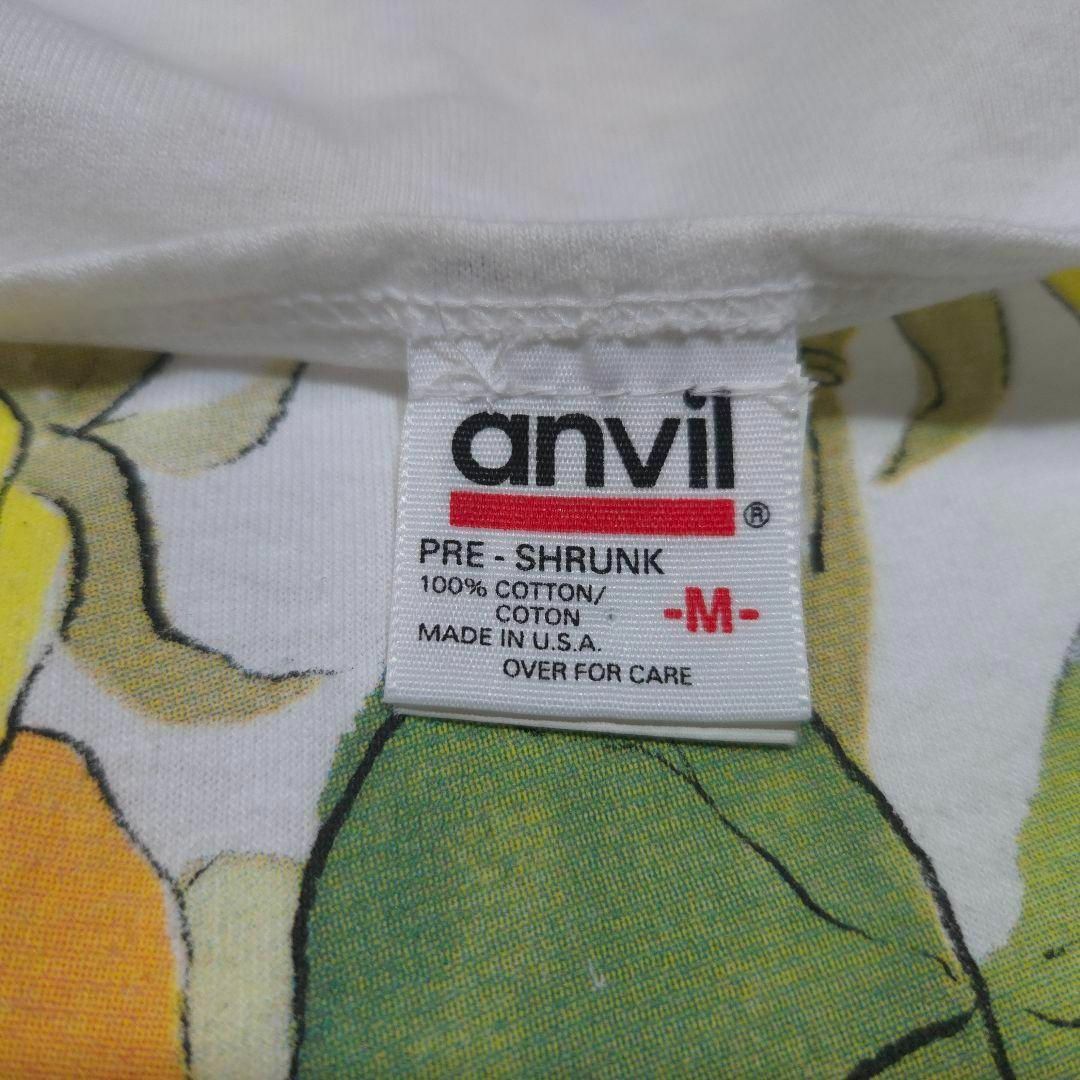 anvil®
PRE - SHRUNK
100% COTTON/
COTON
-M-
MADE IN U.S.A.
OVER FOR CARE